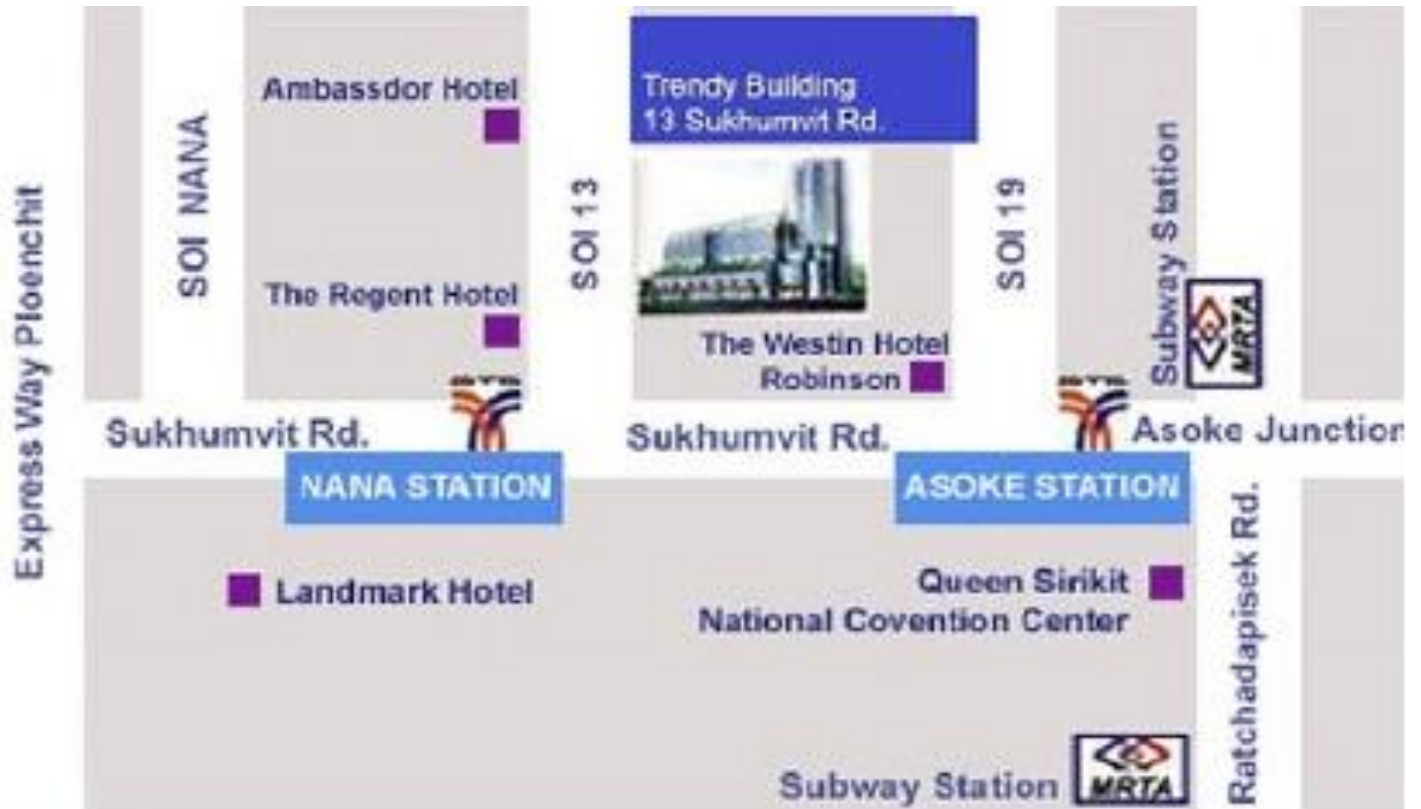 Ambassdor Hotel
Trendy Building
13 Sukhumvit Rd.
SOI NANA
SOI 13
SOI 19
Subway Station
MRTA
Express Way Ploenchit
The Regent Hotel
The Westin Hotel
Robinson
Sukhumvit Rd.
Sukhumvit Rd.
Asoke Junction
NANA STATION
ASOKE STATION
Landmark Hotel
Queen Sirikit
National Covention Center
Ratchadapisek Rd.
Subway Station
MRTA